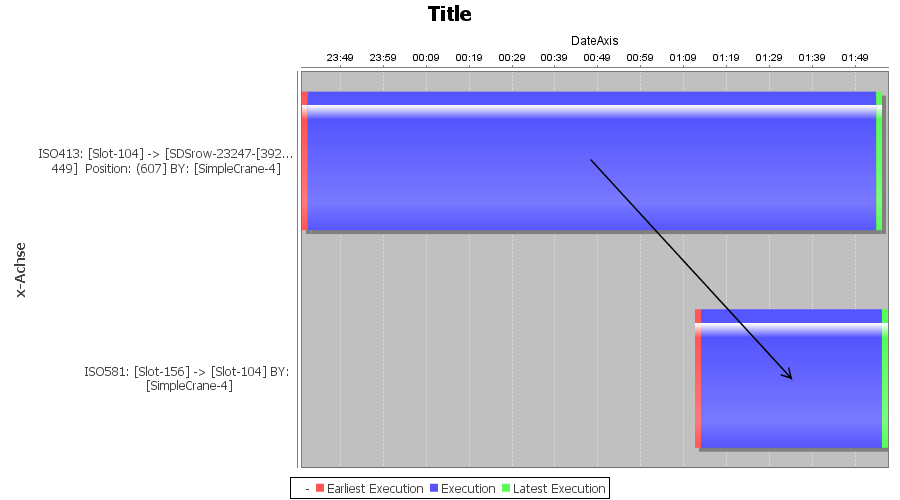 Title
DateAxis
23:49 23:59 00:09 00:19 00:29 00:39 00:49 00:59 01:09 01:19 01:29 01:39 01:49
ISO413: [Slot-104] -> [SDSrow-23247-[392...
449] Position: (607] BY: [SimpleCrane-4]
x-Achse
ISO581: [Slot-156] -> [Slot-104] BY:
[SimpleCrane-4]
- Earliest Execution Execution Latest Execution